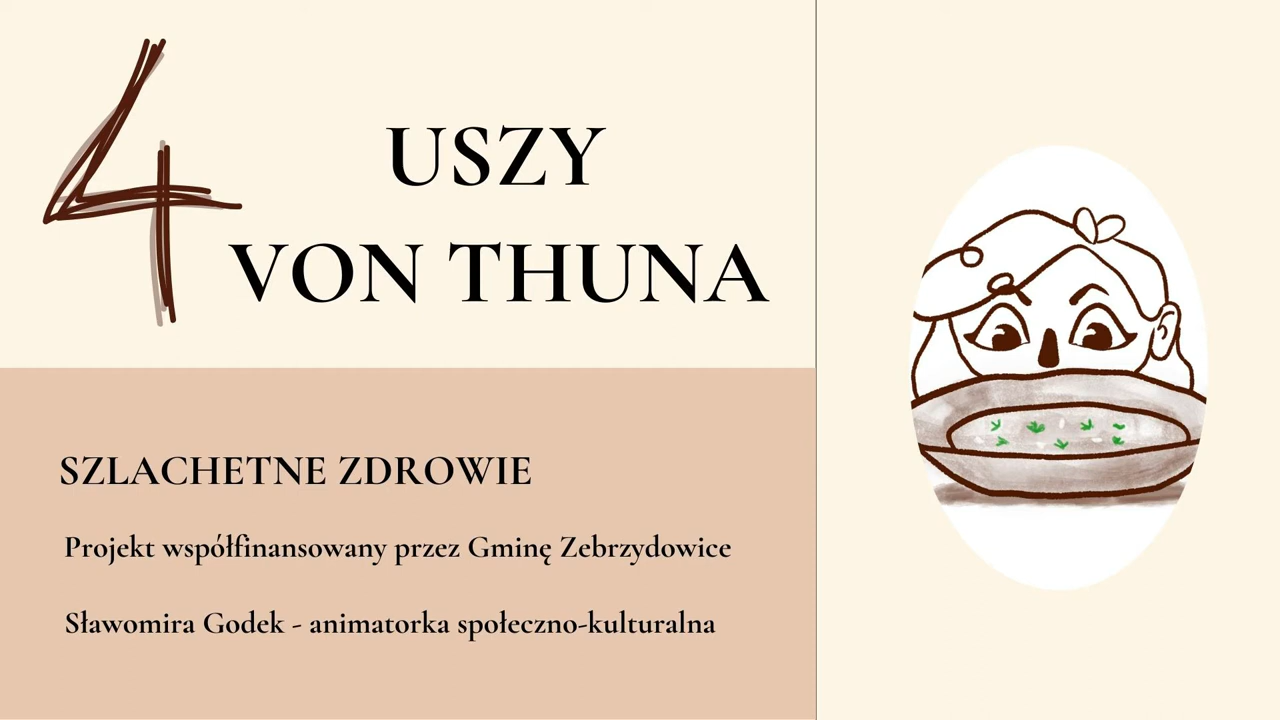 4
USZY
VON THUNA
SZLACHETNE ZDROWIE
Projekt współfinansowany przez Gminę Zebrzydowice
Sławomira Godek - animatorka społeczno-kulturalna